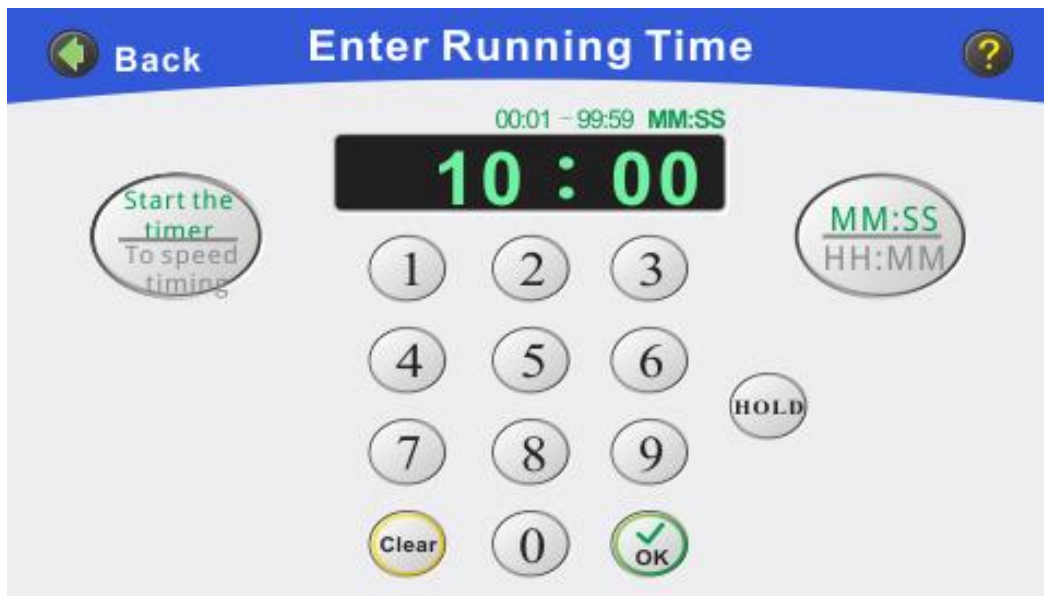 Back
Enter Running Time
?
00:01 – 99:59 MM:SS
10 : 00
Start the
timer
To speed
timing
MM:SS
HH:MM
1 2 3
4 5 6
HOLD
7 8 9
Clear 0 OK